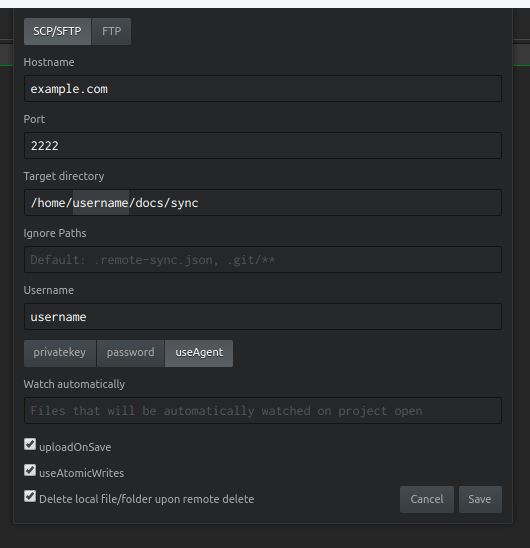 SCP/SFTP FTP
Hostname
example.com
Port
2222
Target directory
/home/username/docs/sync
Ignore Paths
Default: .remote-sync.json, .git/**
Username
username
privatekey password useAgent
Watch automatically
Files that will be automatically watched on project open
uploadOnSave
useAtomicWrites
Delete local file/folder upon remote delete Cancel Save